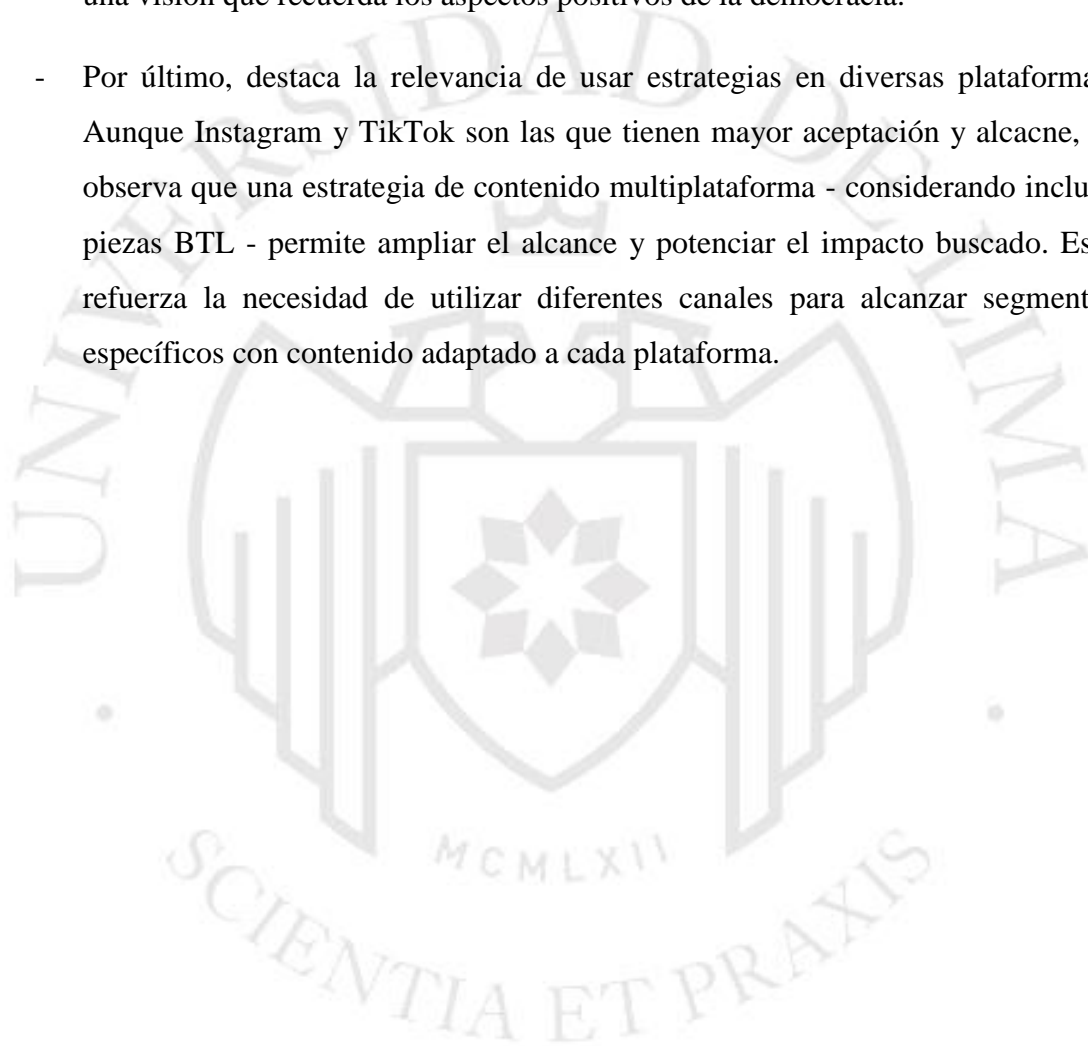 una visión que recuerda los aspectos positivos de la democracia.
- Por último, destaca la relevancia de usar estrategias en diversas plataforma
Aunque Instagram y TikTok son las que tienen mayor aceptación y alcacne,
observa que una estrategia de contenido multiplataforma - considerando inclu
piezas BTL - permite ampliar el alcance y potenciar el impacto buscado. Es
refuerza la necesidad de utilizar diferentes canales para alcanzar segment
específicos con contenido adaptado a cada plataforma.
UNIVERSIDAD DE LIMA
MCMLXII
SCIENTIA ET PRAXIS